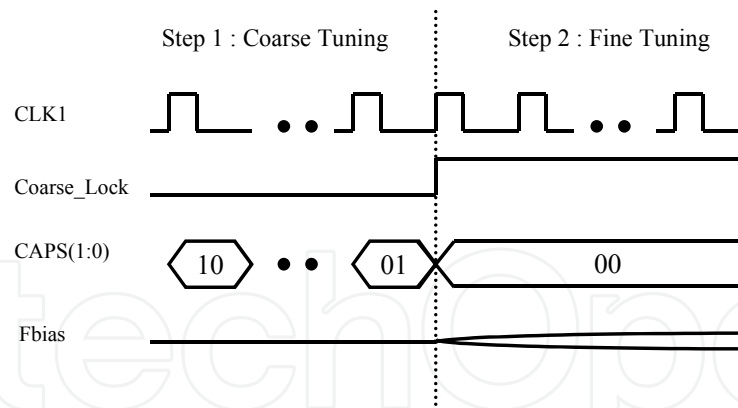 Step 1 : Coarse Tuning Step 2 : Fine Tuning
CLK1
Coarse_Lock
CAPS(1:0) 10 01 00
Fbias